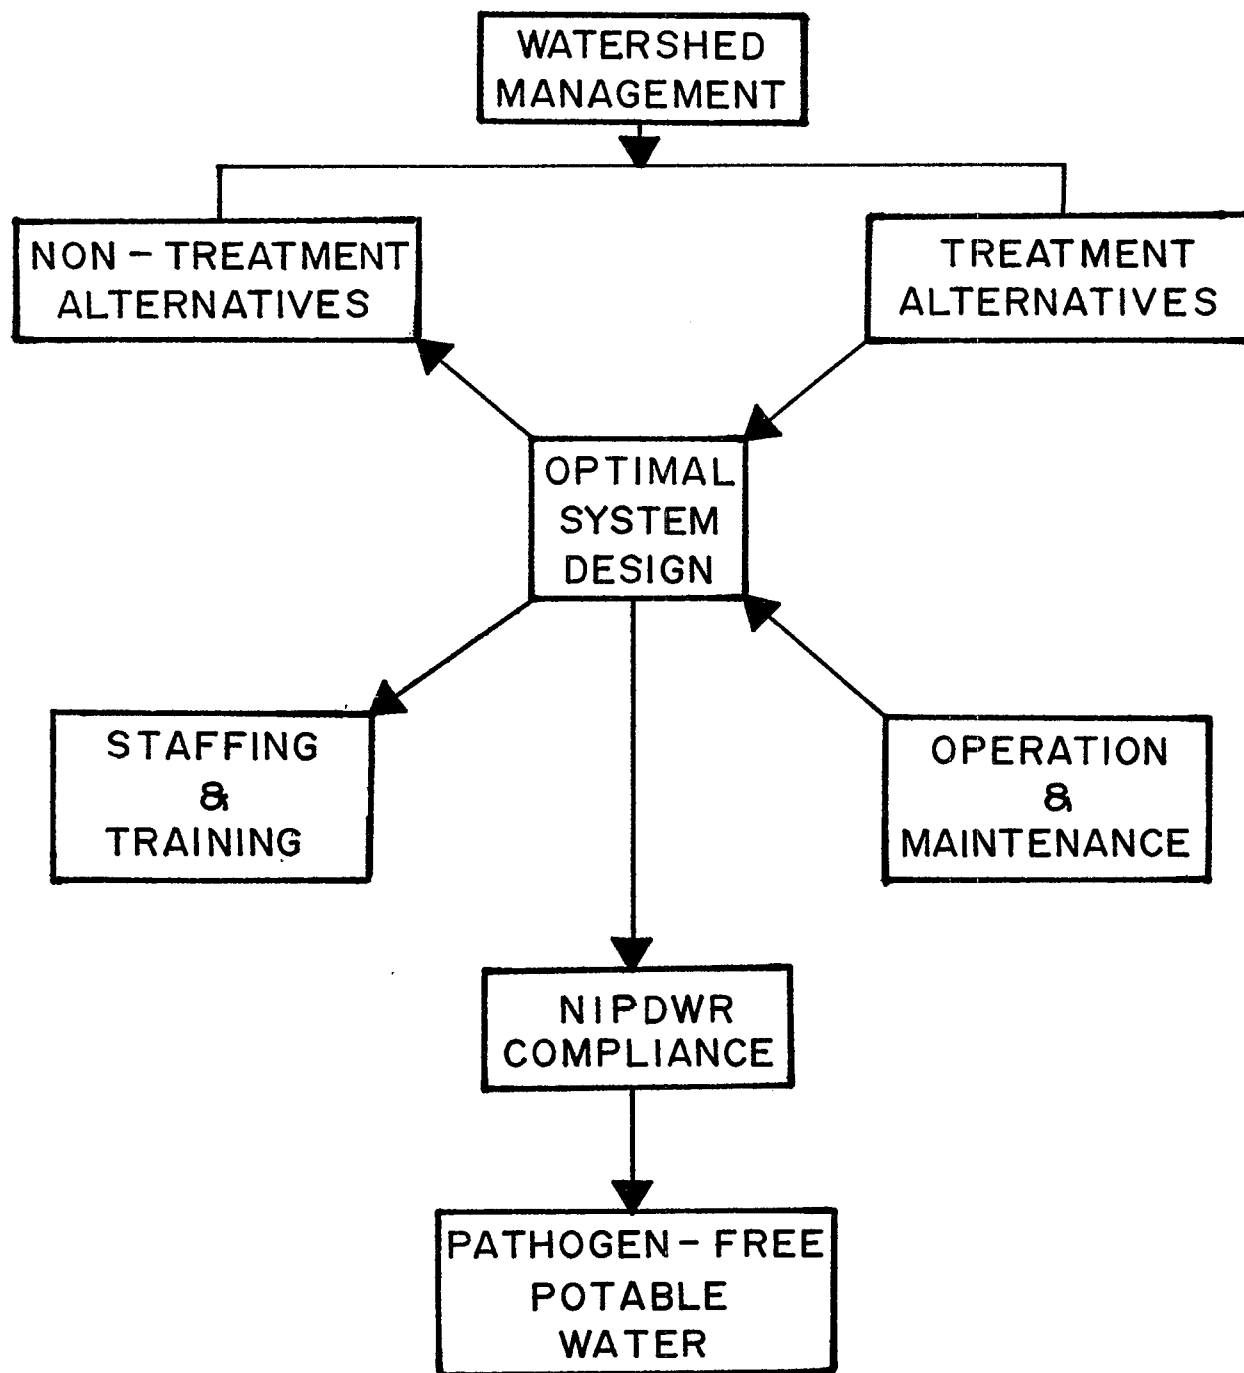 WATERSHED
MANAGEMENT
NON - TREATMENT
ALTERNATIVES
TREATMENT
ALTERNATIVES
OPTIMAL
SYSTEM
DESIGN
STAFFING
&
TRAINING
OPERATION
&
MAINTENANCE
NIPDWR
COMPLIANCE
PATHOGEN - FREE
POTABLE
WATER